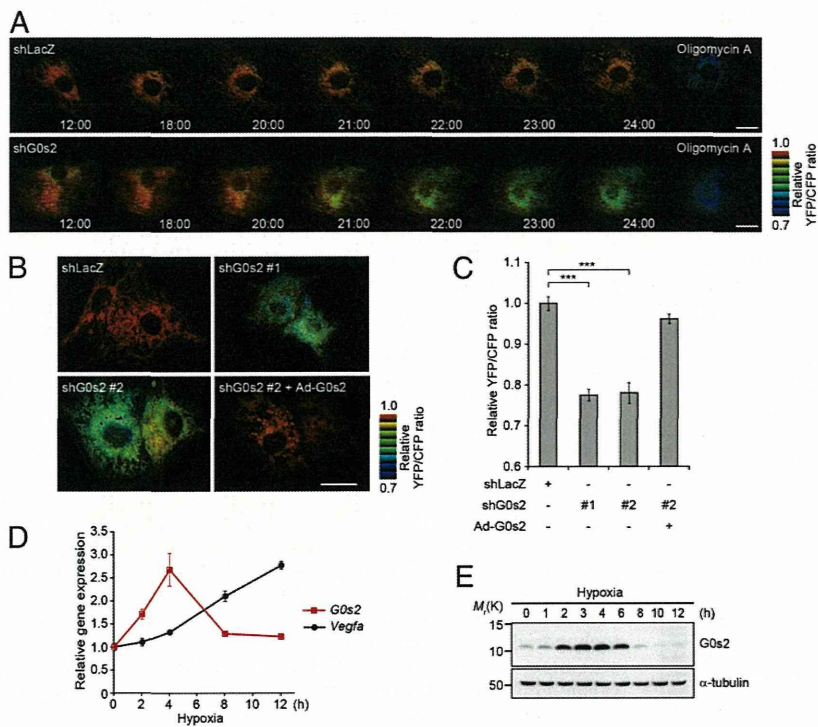 A
shLacZ
Oligomycin A
12:00 18:00 20:00 21:00 22:00 23:00 24:00
shG0s2
Oligomycin A
12:00 18:00 20:00 21:00 22:00 23:00 24:00
1.0
Relative
YFP/CFP ratio
0.7
B
shLacZ
shG0s2 #1
shG0s2 #2
shG0s2 #2 + Ad-G0s2
1.0
Relative
YFP/CFP ratio
0.7
C
Relative YFP/CFP ratio
1.1
1.0
0.9
0.8
0.7
0.6
***
***
shLacZ + - - -
shG0s2 - #1 #2 #2
Ad-G0s2 - - - +
D
Relative gene expression
3.5
3.0
2.5
2.0
1.5
1.0
0.5
0
0 2 4 6 8 10 12 (h)
Hypoxia
G0s2
Vegfa
E
Hypoxia
Mr(K) 0 1 2 3 4 6 8 10 12 (h)
15
10
G0s2
50
α-tubulin